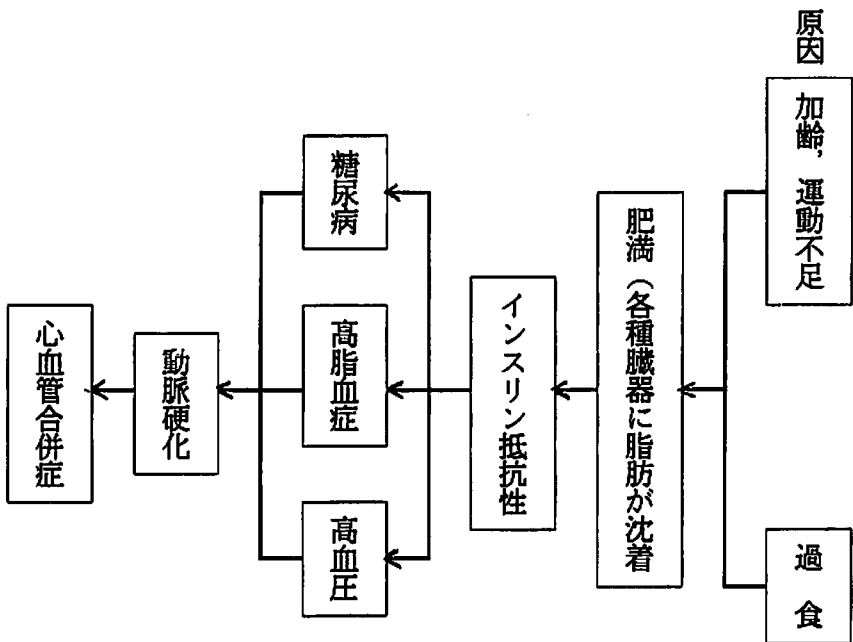 原因
加齢，運動不足
過食
肥満（各種臓器に脂肪が沈着
インスリン抵抗性
糖尿病
高脂血症
高血圧
動脈硬化
心血管合併症